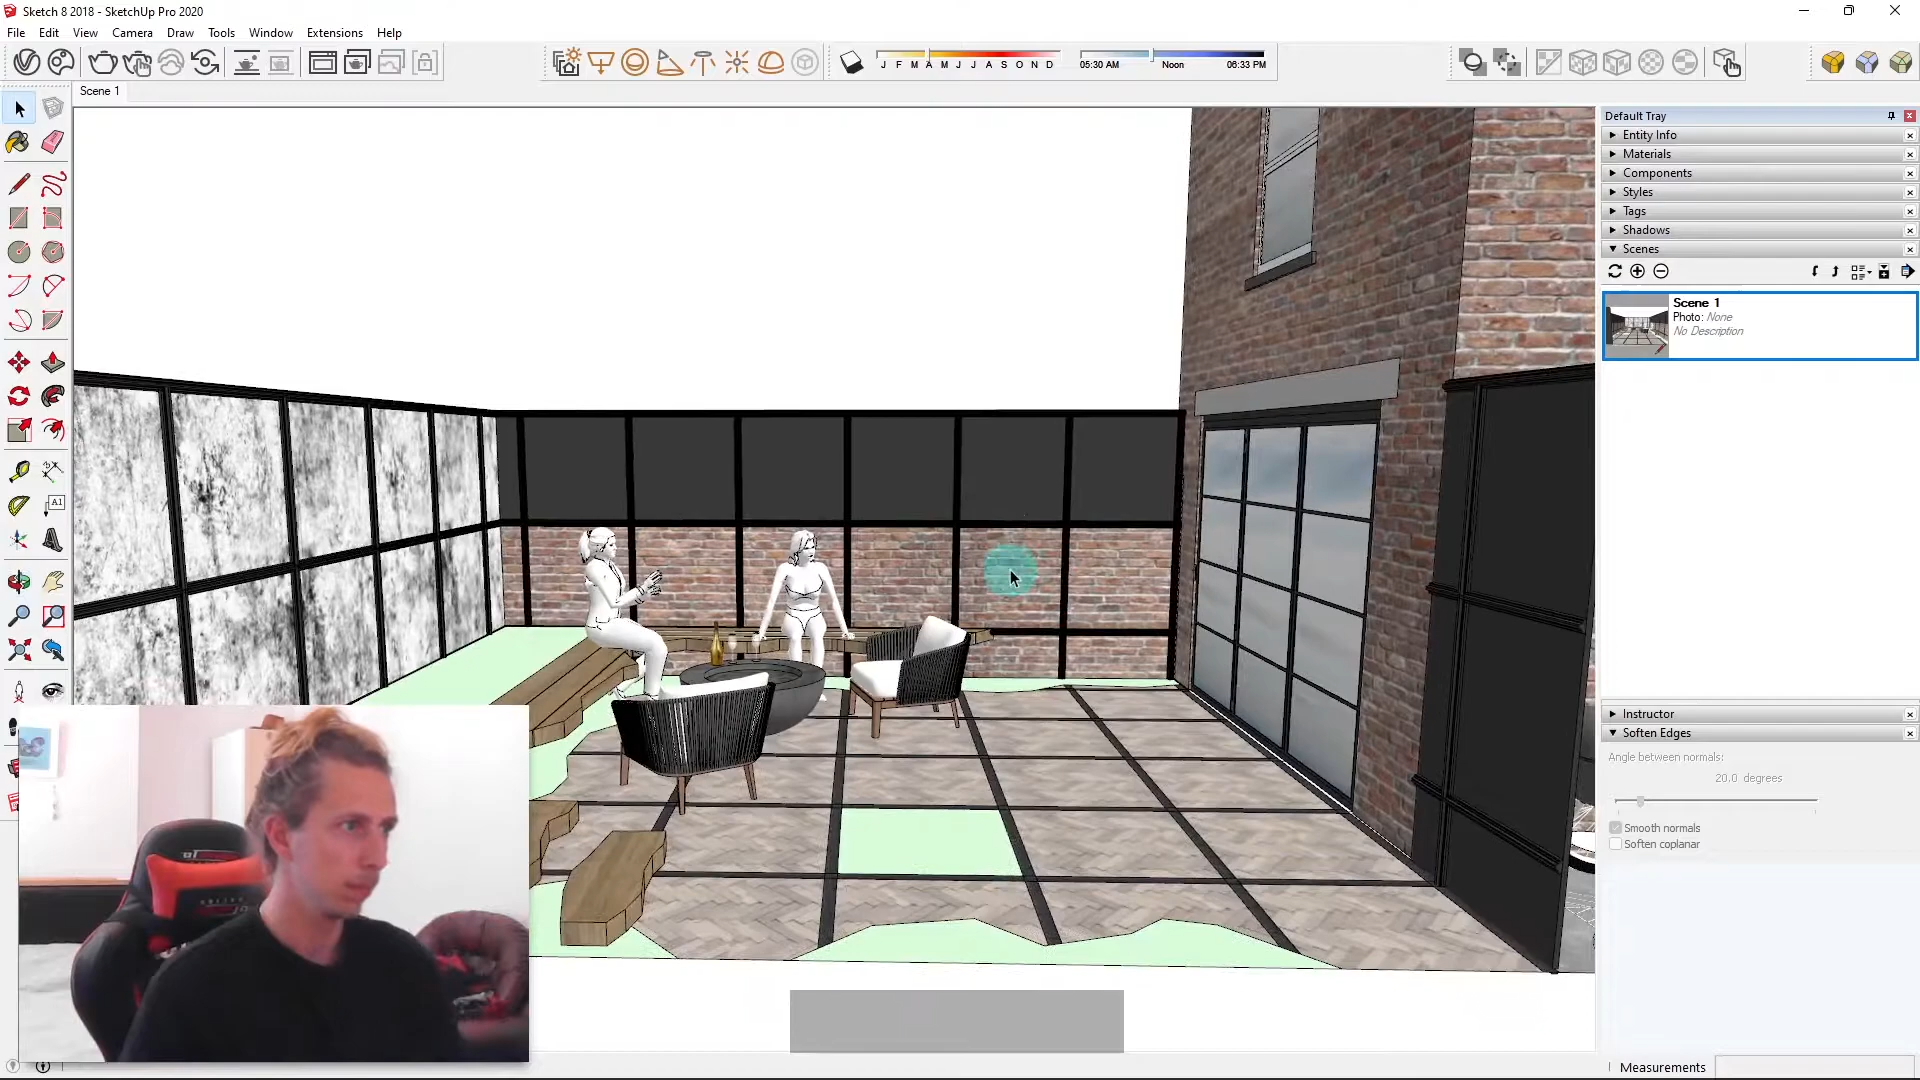 Sketch 8 2018 - SketchUp Pro 2020
File Edit View Camera Draw Tools Window Extensions Help
J F M A M J J A S O N D
05:30 AM Noon 06:33 PM
Scene 1
Default Tray
Entity Info
Materials
Components
Styles
Tags
Shadows
Scenes
Scene 1
Photo: None
No Description
A1
Instructor
Soften Edges
Angle between normals:
20.0 degrees
Smooth normals
Soften coplanar
Measurements